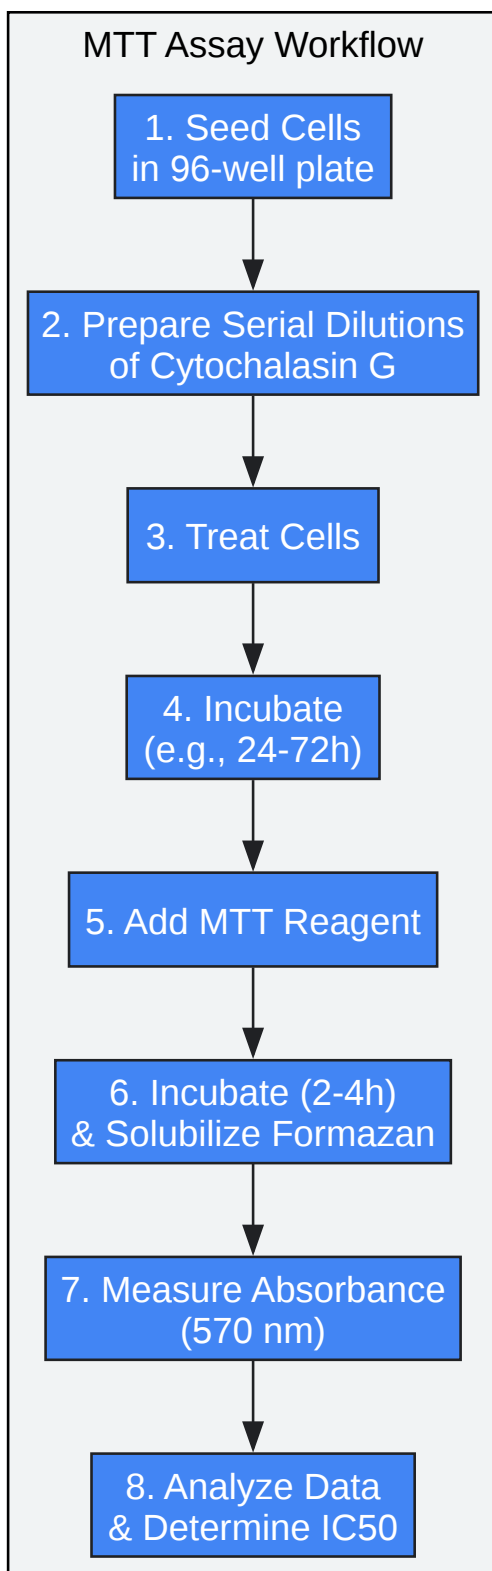 MTT Assay Workflow
1. Seed Cells
in 96-well plate
2. Prepare Serial Dilutions
of Cytochalasin G
3. Treat Cells
4. Incubate
(e.g., 24-72h)
5. Add MTT Reagent
6. Incubate (2-4h)
& Solubilize Formazan
7. Measure Absorbance
(570 nm)
8. Analyze Data
& Determine IC50